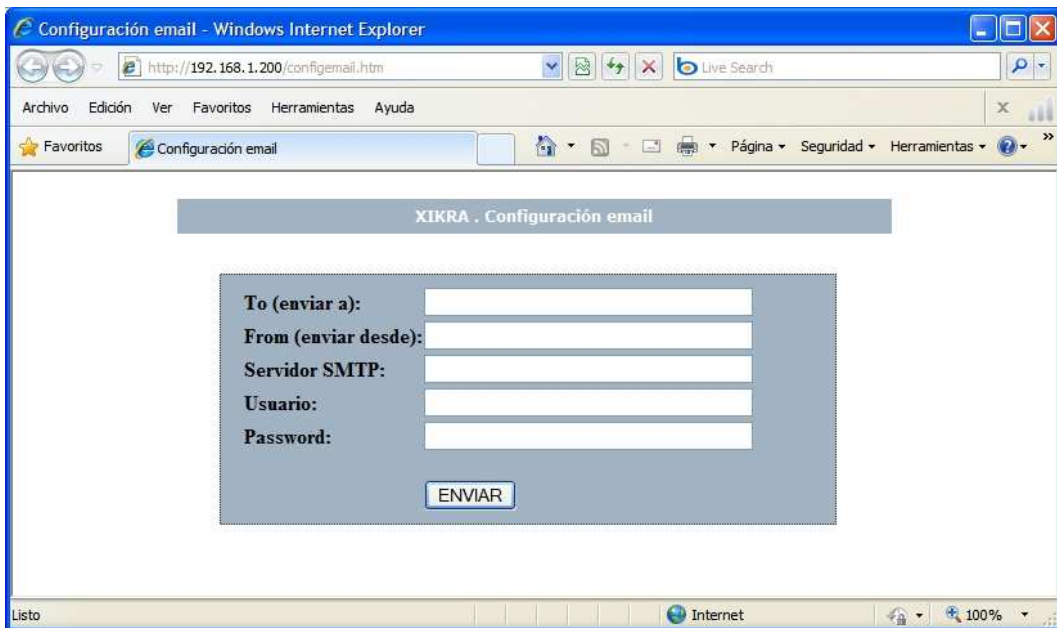 Configuración email - Windows Internet Explorer
http://192.168.1.200/configemail.htm
Live Search
Archivo Edición Ver Favoritos Herramientas Ayuda
x
Favoritos Configuración email Página Seguridad Herramientas »
XIKRA . Configuración email
To (enviar a):
From (enviar desde):
Servidor SMTP:
Usuario:
Password:
ENVIAR
Listo Internet 100%